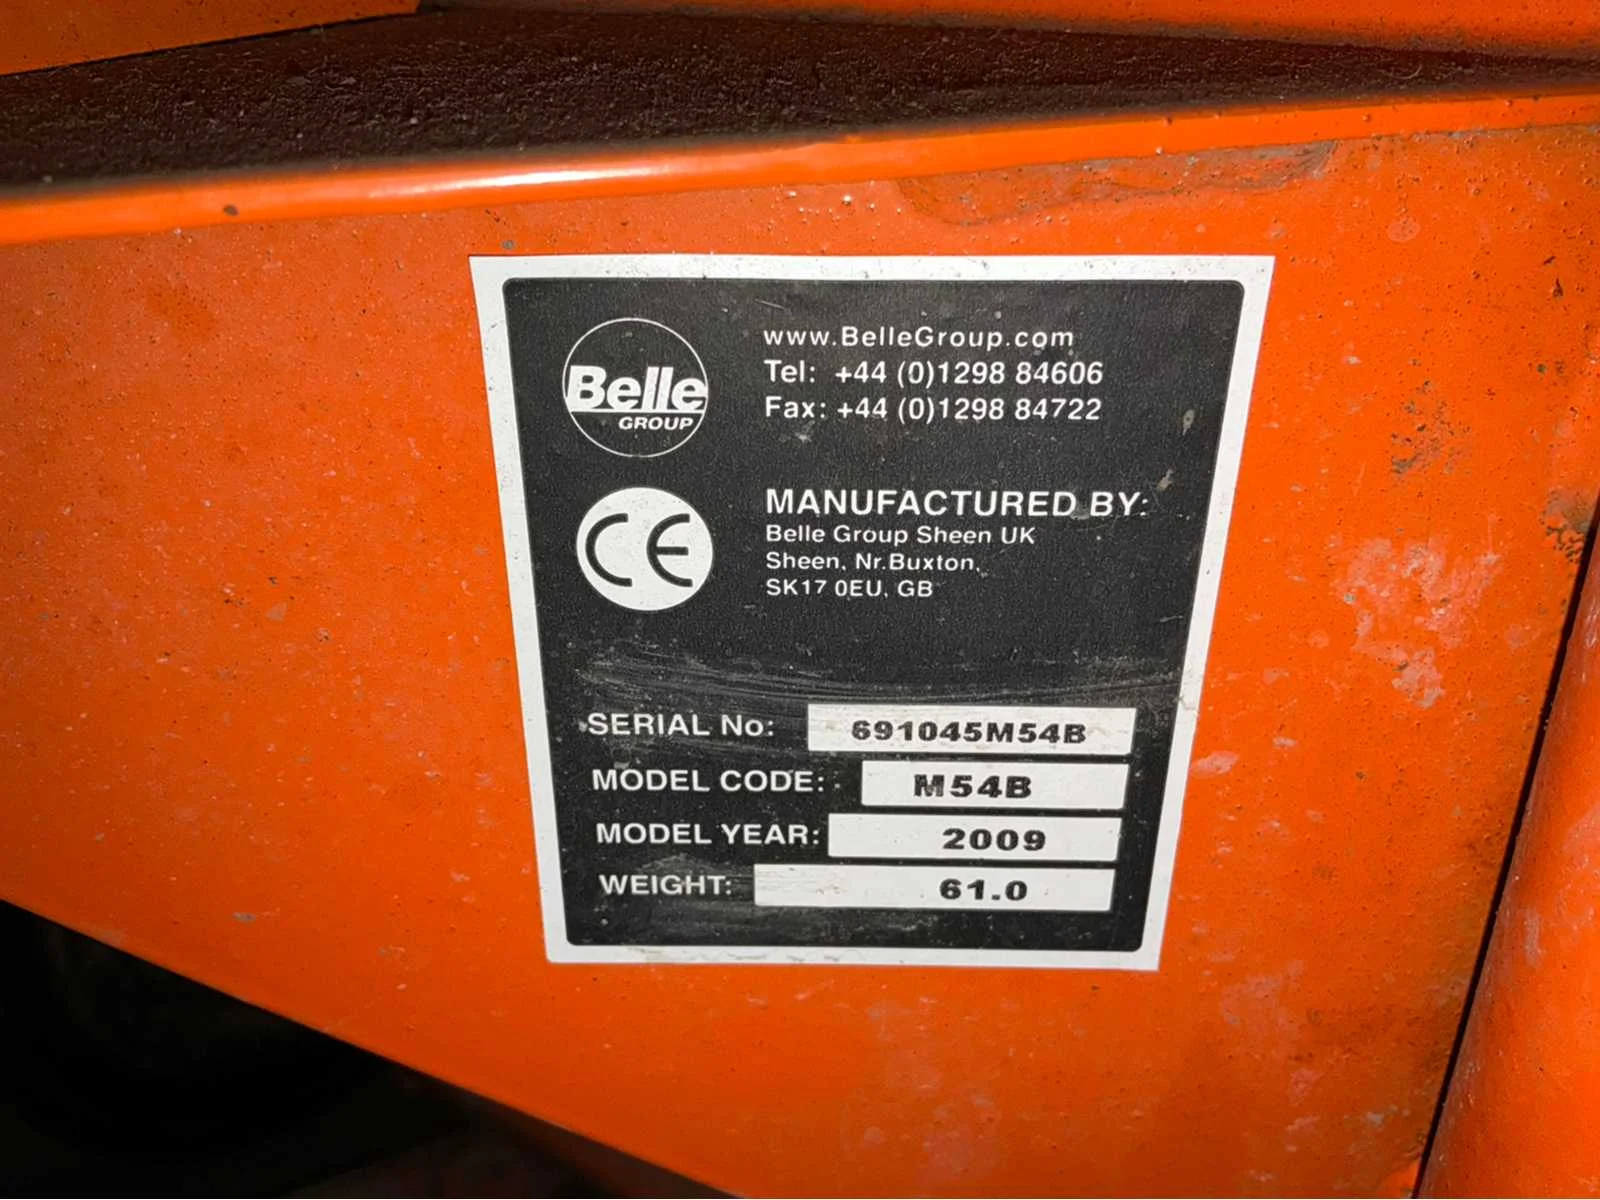 Belle
GROUP
www.BelleGroup.com
Tel: +44 (0)1298 84606
Fax: +44 (0)1298 84722
CE
MANUFACTURED BY:
Belle Group Sheen UK
Sheen, Nr.Buxton,
SK17 0EU, GB
SERIAL No: 691045M54B
MODEL CODE: M54B
MODEL YEAR: 2009
WEIGHT: 61.0